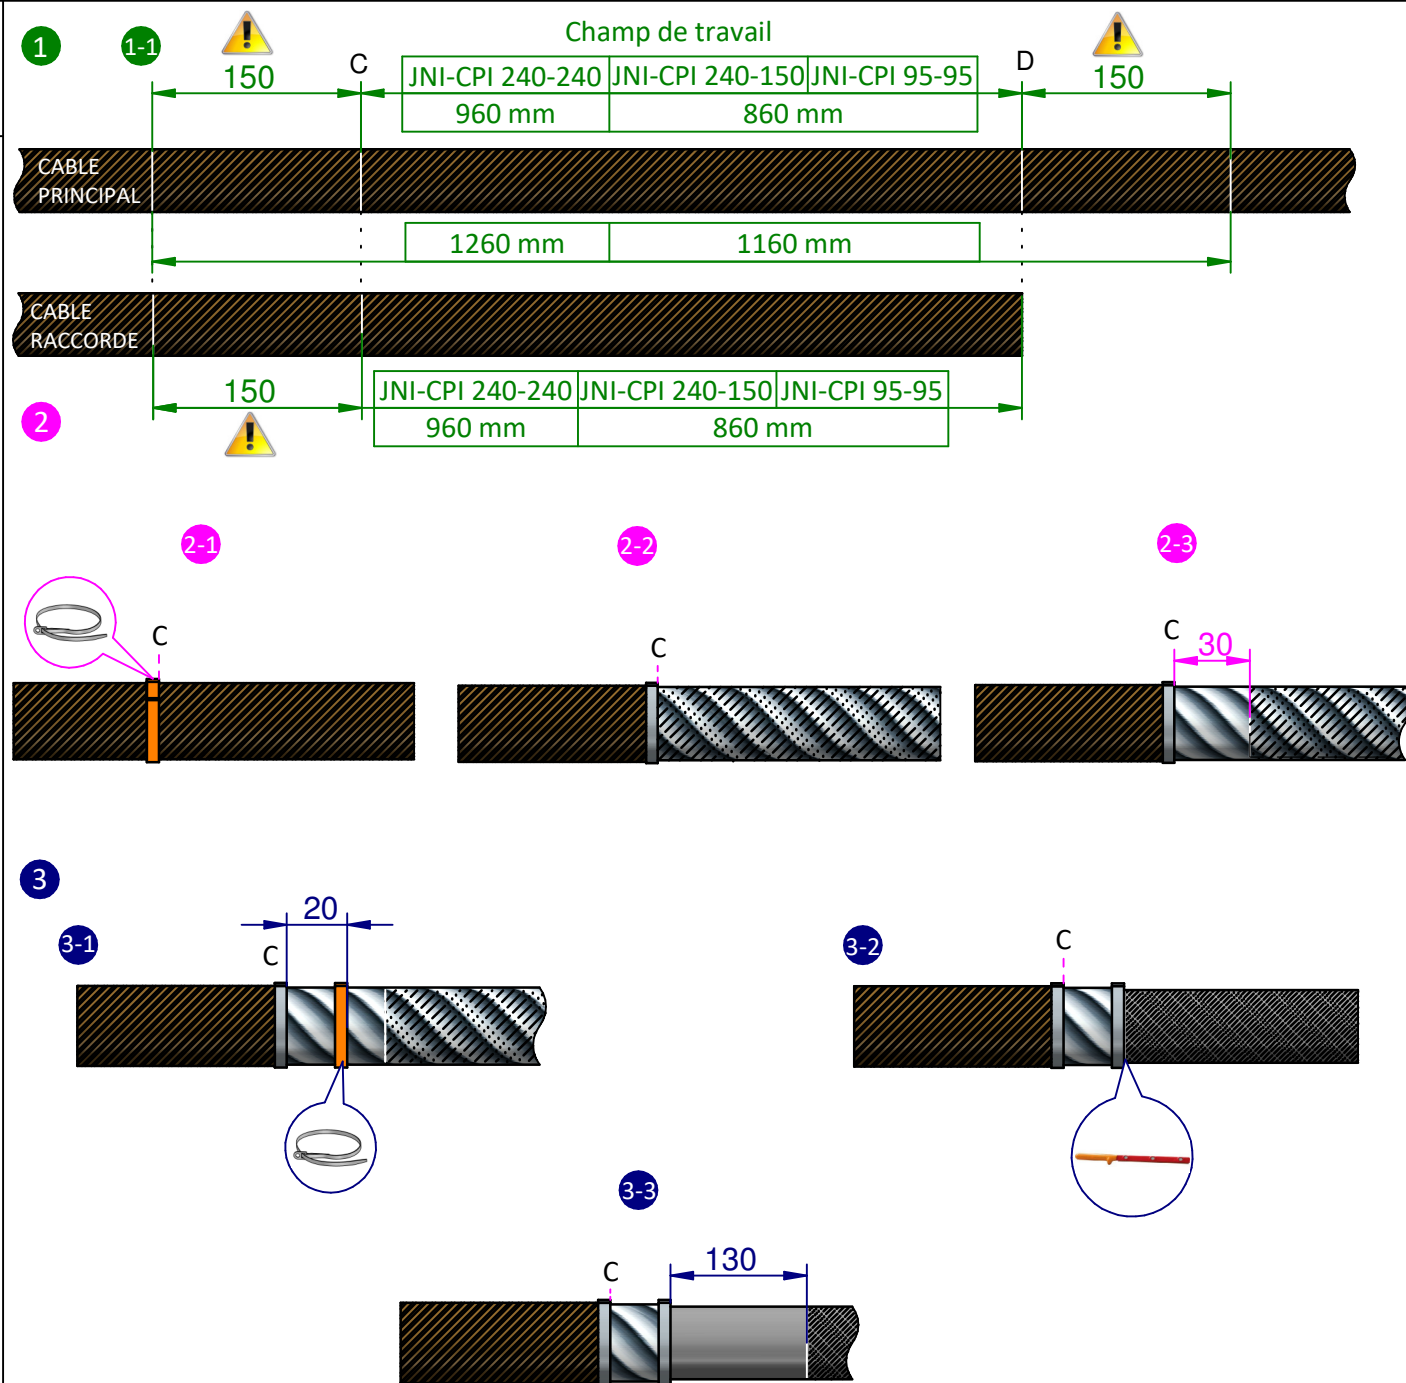 1
1-1
Champ de travail
150
C
JNI-CPI 240-240
JNI-CPI 240-150
JNI-CPI 95-95
D
150
960 mm
860 mm
CABLE
PRINCIPAL
1260 mm
1160 mm
CABLE
RACCORDE
150
JNI-CPI 240-240
JNI-CPI 240-150
JNI-CPI 95-95
960 mm
860 mm
2
2-1
2-2
2-3
C
C
C
30
3
3-1
20
C
3-2
C
3-3
C
130